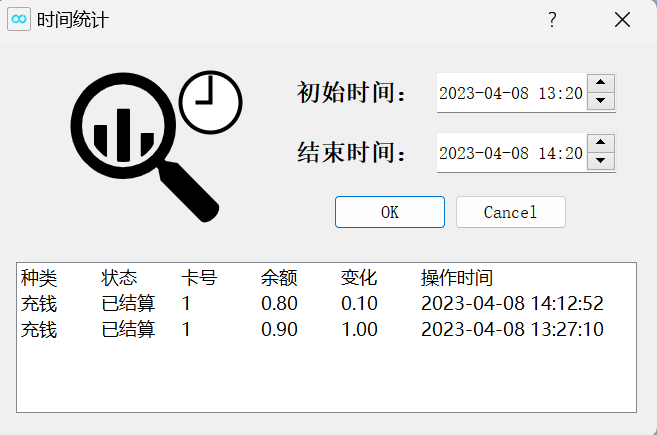 时间统计
初始时间： 2023-04-08 13:20
结束时间： 2023-04-08 14:20
OK Cancel
种类 状态 卡号 余额 变化 操作时间
充钱 已结算 1 0.80 0.10 2023-04-08 14:12:52
充钱 已结算 1 0.90 1.00 2023-04-08 13:27:10